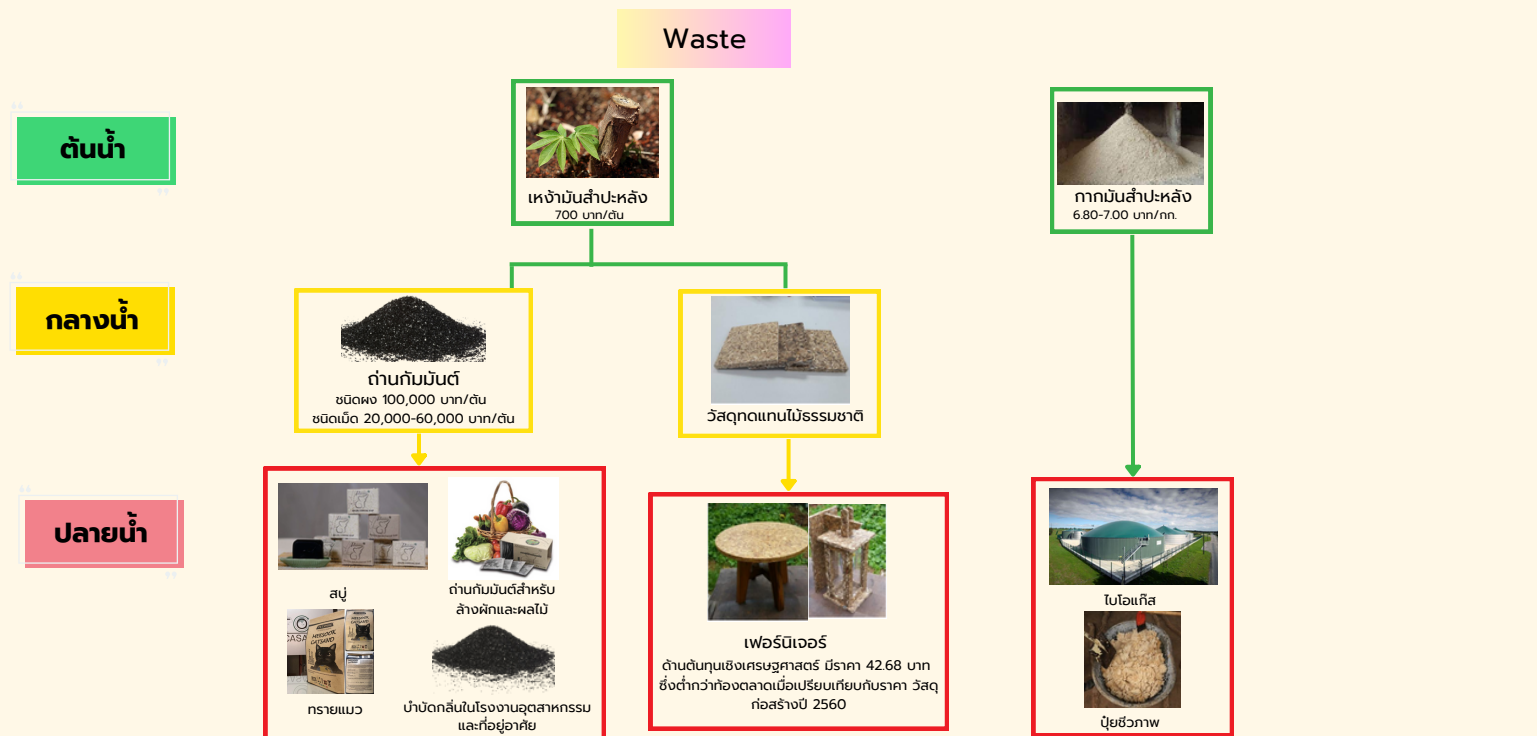 Waste
ต้นน้ำ
เหง้ามันสำปะหลัง
700 บาท/ตัน
กากมันสำปะหลัง
6.80-7.00 บาท/กก.
กลางน้ำ
ถ่านกัมมันต์
ชนิดผง 100,000 บาท/ตัน
ชนิดเม็ด 20,000-60,000 บาท/ตัน
วัสดุทดแทนไม้ธรรมชาติ
ปลายน้ำ
สบู่
ถ่านกัมมันต์สำหรับ
ล้างผักและผลไม้
ทรายแมว
บำบัดกลิ่นในโรงงานอุตสาหกรรม
และที่อยู่อาศัย
เฟอร์นิเจอร์
ด้านต้นทุนเชิงเศรษฐศาสตร์ มีราคา 42.68 บาท
ซึ่งต่ำกว่าท้องตลาดเมื่อเปรียบเทียบกับราคา วัสดุ
ก่อสร้างปี 2560
ไบโอแก๊ส
ปุ๋ยชีวภาพ